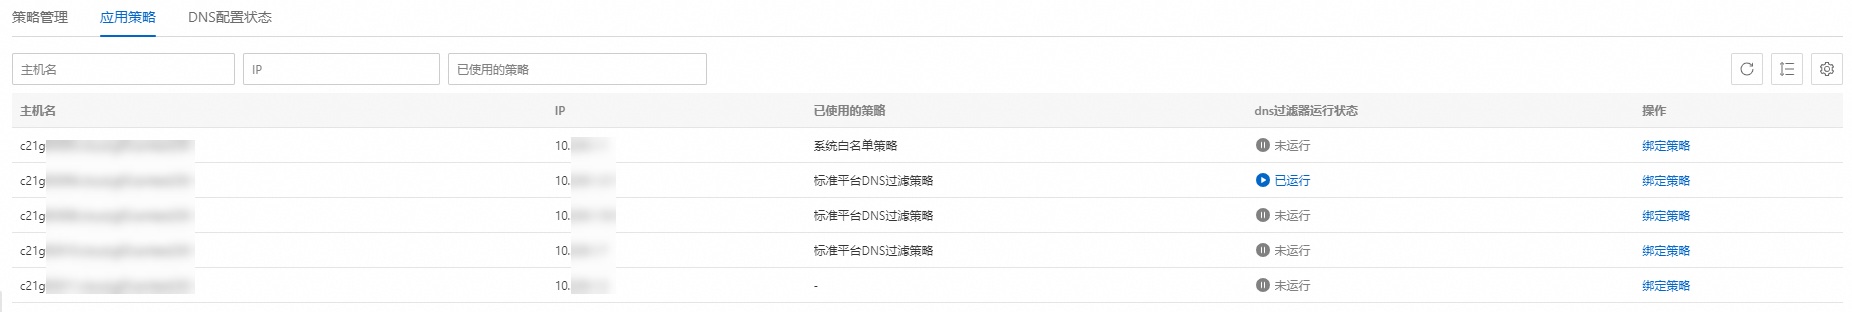 策略管理 应用策略 DNS配置状态
主机名 IP 已使用的策略
主机名 IP 已使用的策略 dns过滤器运行状态 操作
c21g 10. 系统白名单策略 未运行 绑定策略
c21g 10. 标准平台DNS过滤策略 已运行 绑定策略
c21g 10. 标准平台DNS过滤策略 未运行 绑定策略
c21g 10. 标准平台DNS过滤策略 未运行 绑定策略
c21g 10. - 未运行 绑定策略